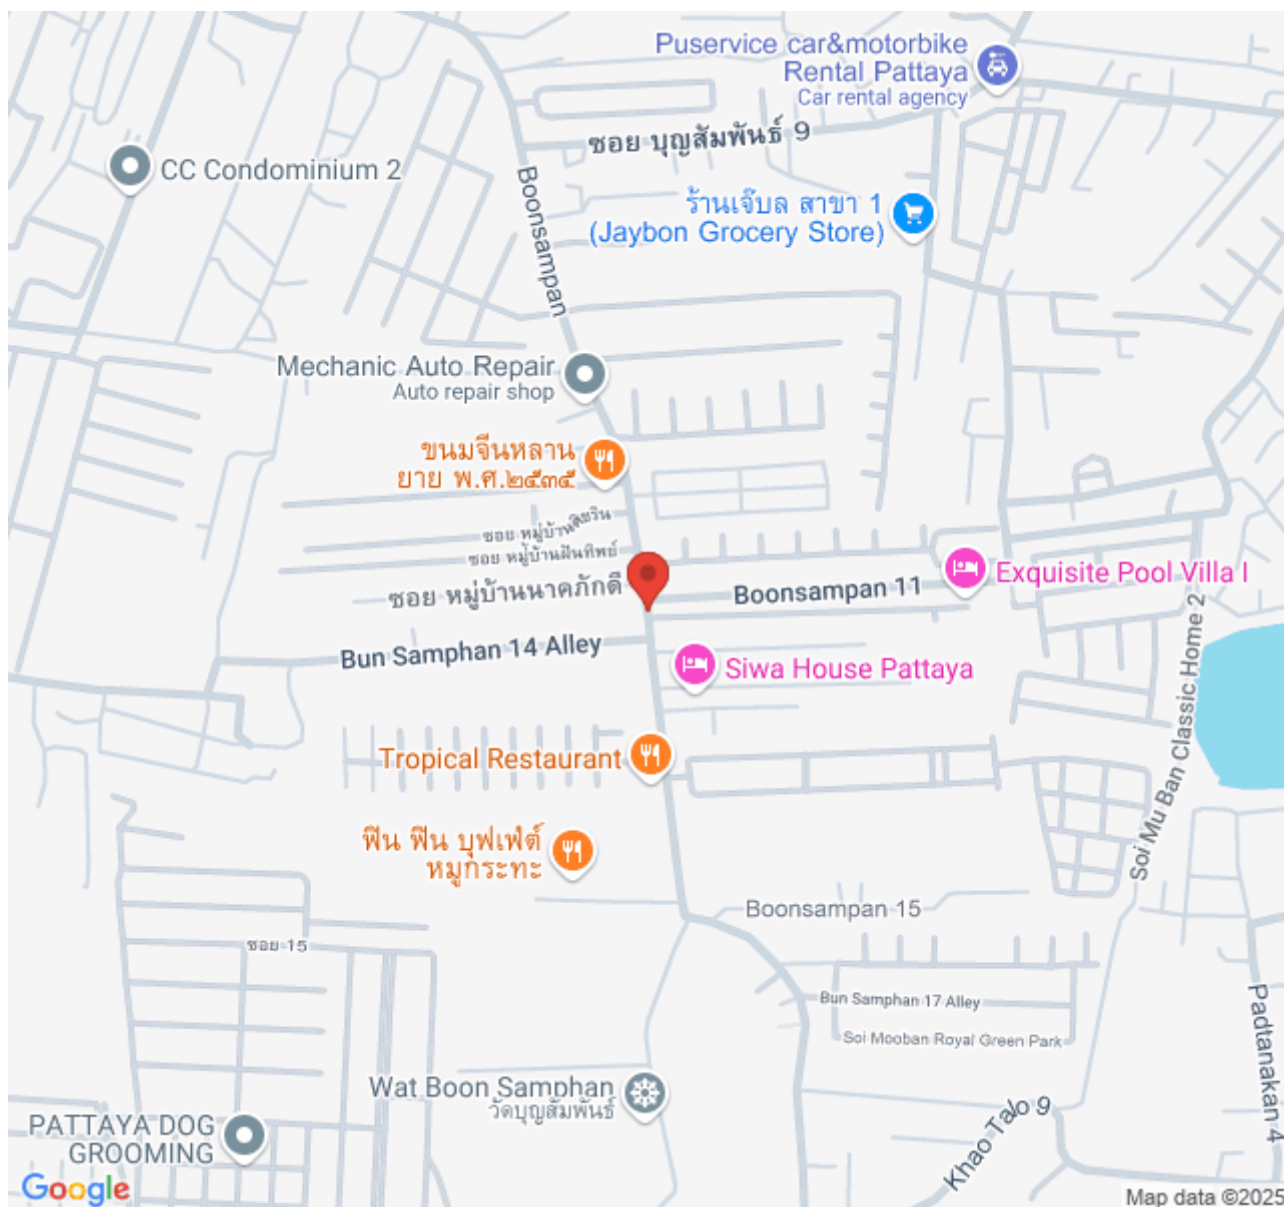 Puservice car&motorbike
Rental Pattaya
Car rental agency
ซอย บุญสัมพันธ์ 9
CC Condominium 2
Boonsampan
ร้านเจ๊บล สาขา 1
(Jaybon Grocery Store)
Mechanic Auto Repair
Auto repair shop
ขนมจีนหลาน
ยาย พ.ศ.๒๕๓๕
ซอย หมู่บ้าน
ซอย หมู่บ้านฝันทิพย์
ซอย หมู่บ้านนาคภักดี
Boonsampan 11
Exquisite Pool Villa I
Bun Samphan 14 Alley
Siwa House Pattaya
Soi Mu Ban Classic Home 2
Tropical Restaurant
ฟิน ฟิน บุฟเฟ่ต์
หมูกระทะ
Boonsampan 15
ซอย 15
Bun Samphan 17 Alley
Soi Mooban Royal Green Park
Padtanakan 4
Wat Boon Samphan
วัดบุญสัมพันธ์
Khao Talo 9
PATTAYA DOG
GROOMING
Google
Map data ©2025